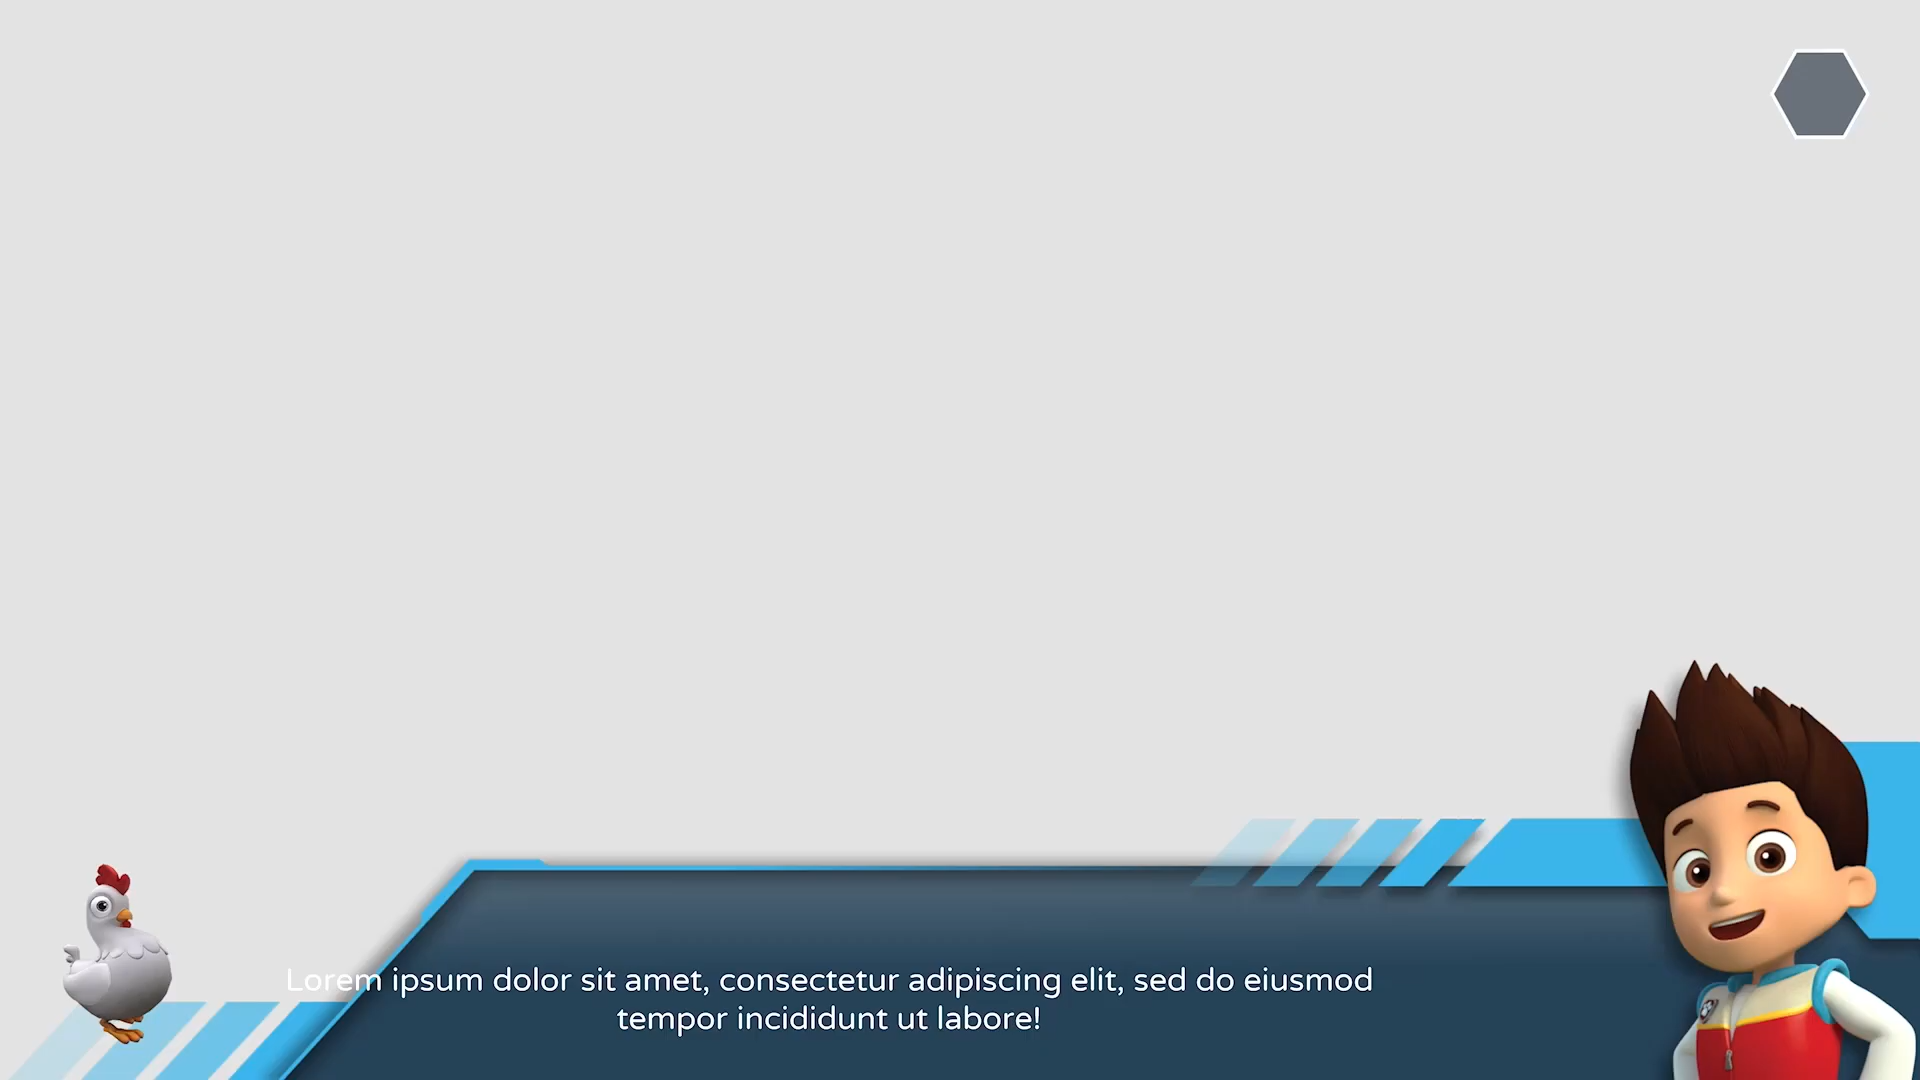 Lorem ipsum dolor sit amet, consectetur adipiscing elit, sed do eiusmod
tempor incididunt ut labore!